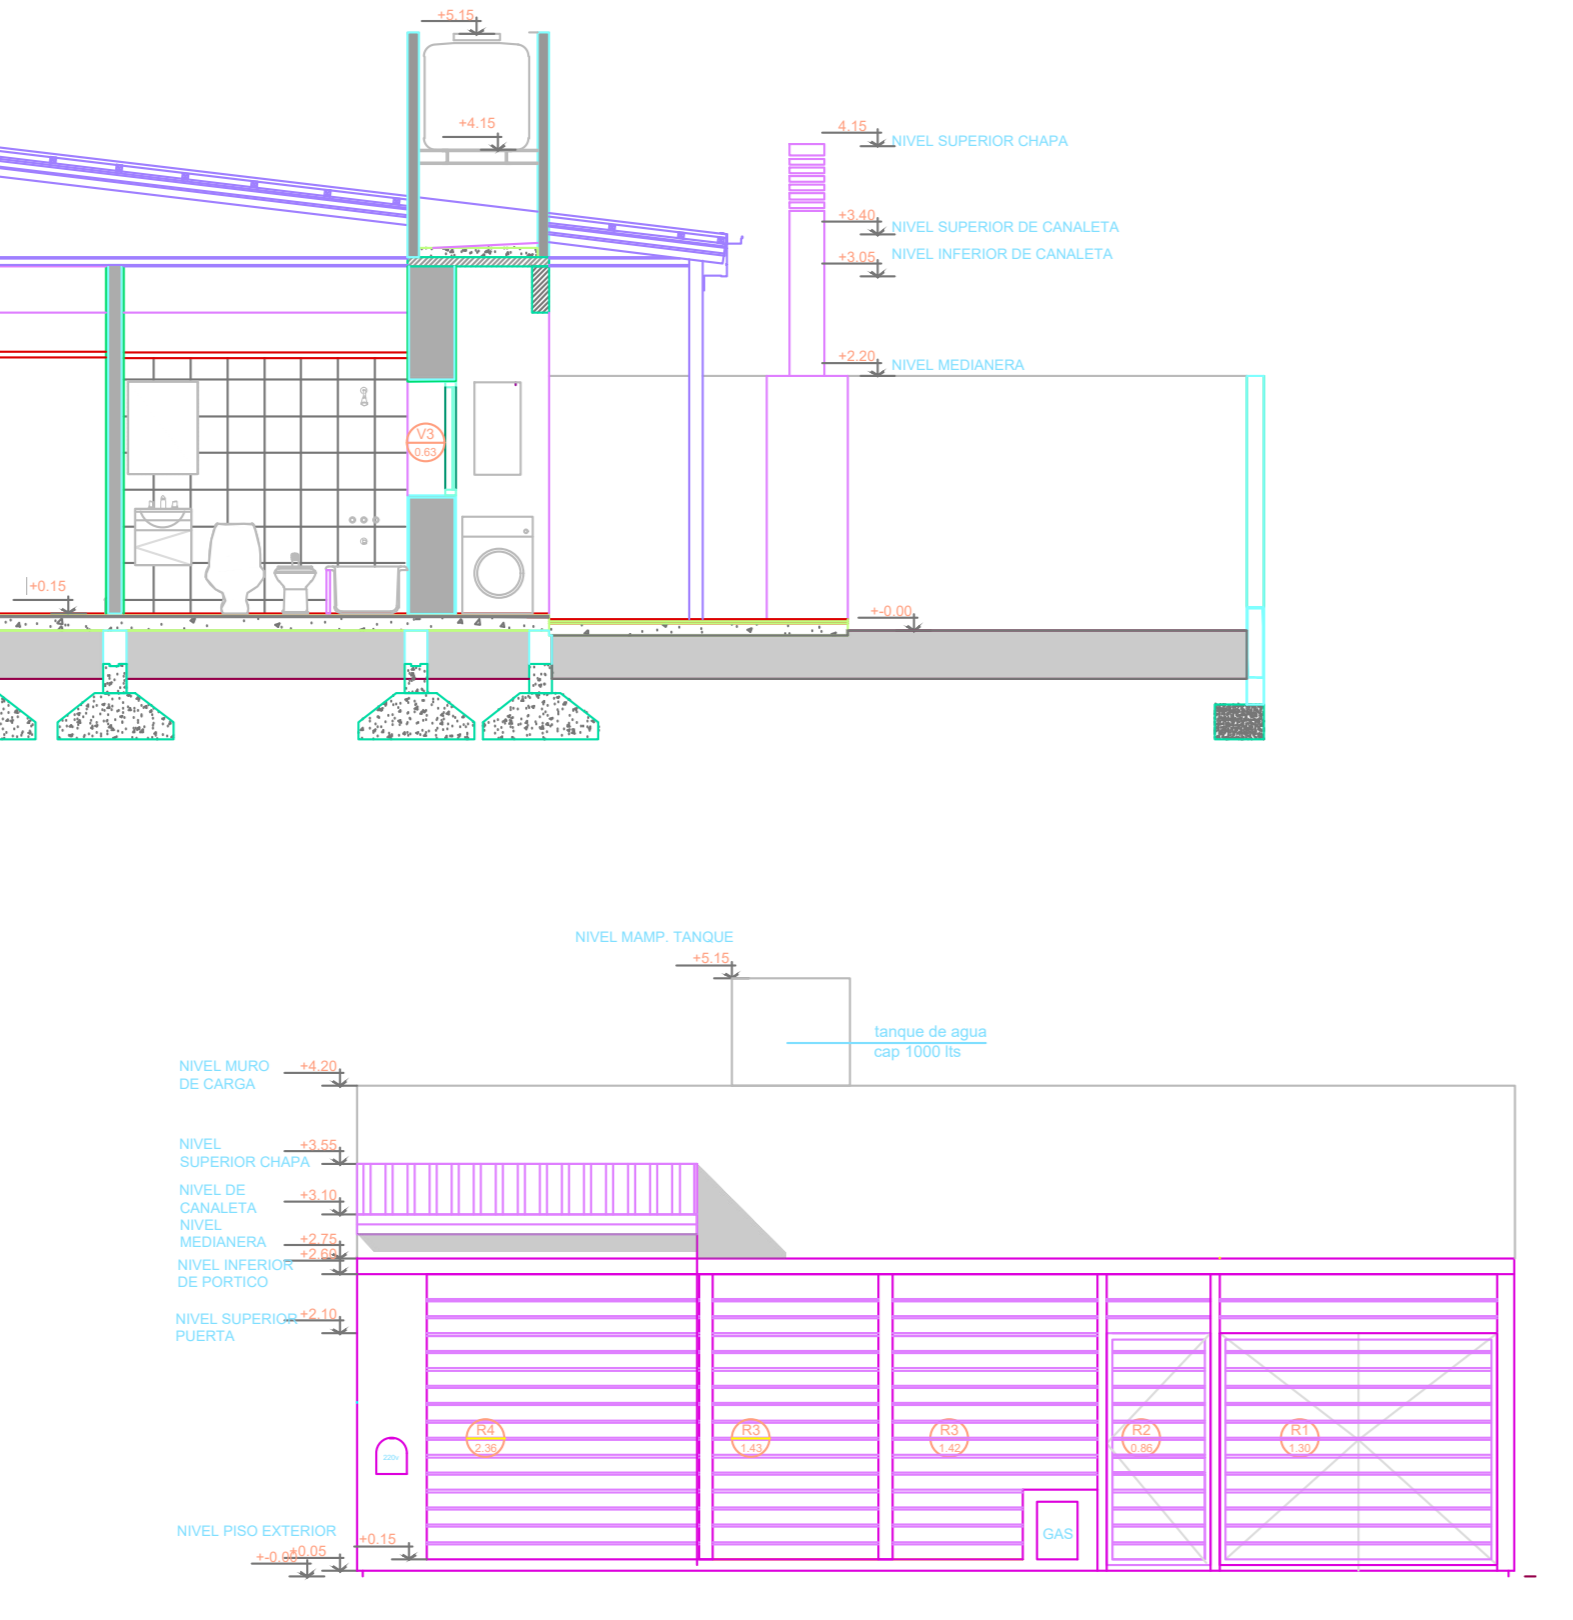 +5.15
+4.15
4.15
NIVEL SUPERIOR CHAPA
+3.40
NIVEL SUPERIOR DE CANALETA
+3.05
NIVEL INFERIOR DE CANALETA
+2.20
NIVEL MEDIANERA
V3
0.63
+0.15
+-0.00
NIVEL MAMP. TANQUE
+5.15
tanque de agua
cap 1000 lts
NIVEL MURO
DE CARGA
+4.20
NIVEL
SUPERIOR CHAPA
+3.55
NIVEL DE
CANALETA
+3.10
NIVEL
MEDIANERA
+2.75
+2.60
NIVEL INFERIOR
DE PORTICO
NIVEL SUPERIOR
PUERTA
+2.10
R4
2.36
R3
1.43
R3
1.42
R2
0.86
R1
1.30
220v
GAS
NIVEL PISO EXTERIOR
+0.15
+0.05
+-0.00